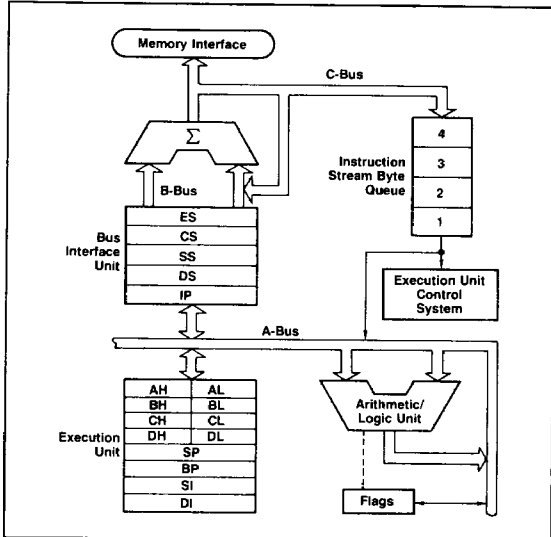 Memory Interface
C-Bus
Σ
B-Bus
4
3
2
1
Instruction
Stream Byte
Queue
Bus
Interface
Unit
ES
CS
SS
DS
IP
Execution Unit
Control
System
A-Bus
AH AL
BH BL
CH CL
DH DL
SP
BP
SI
DI
Execution
Unit
Arithmetic/
Logic Unit
Flags